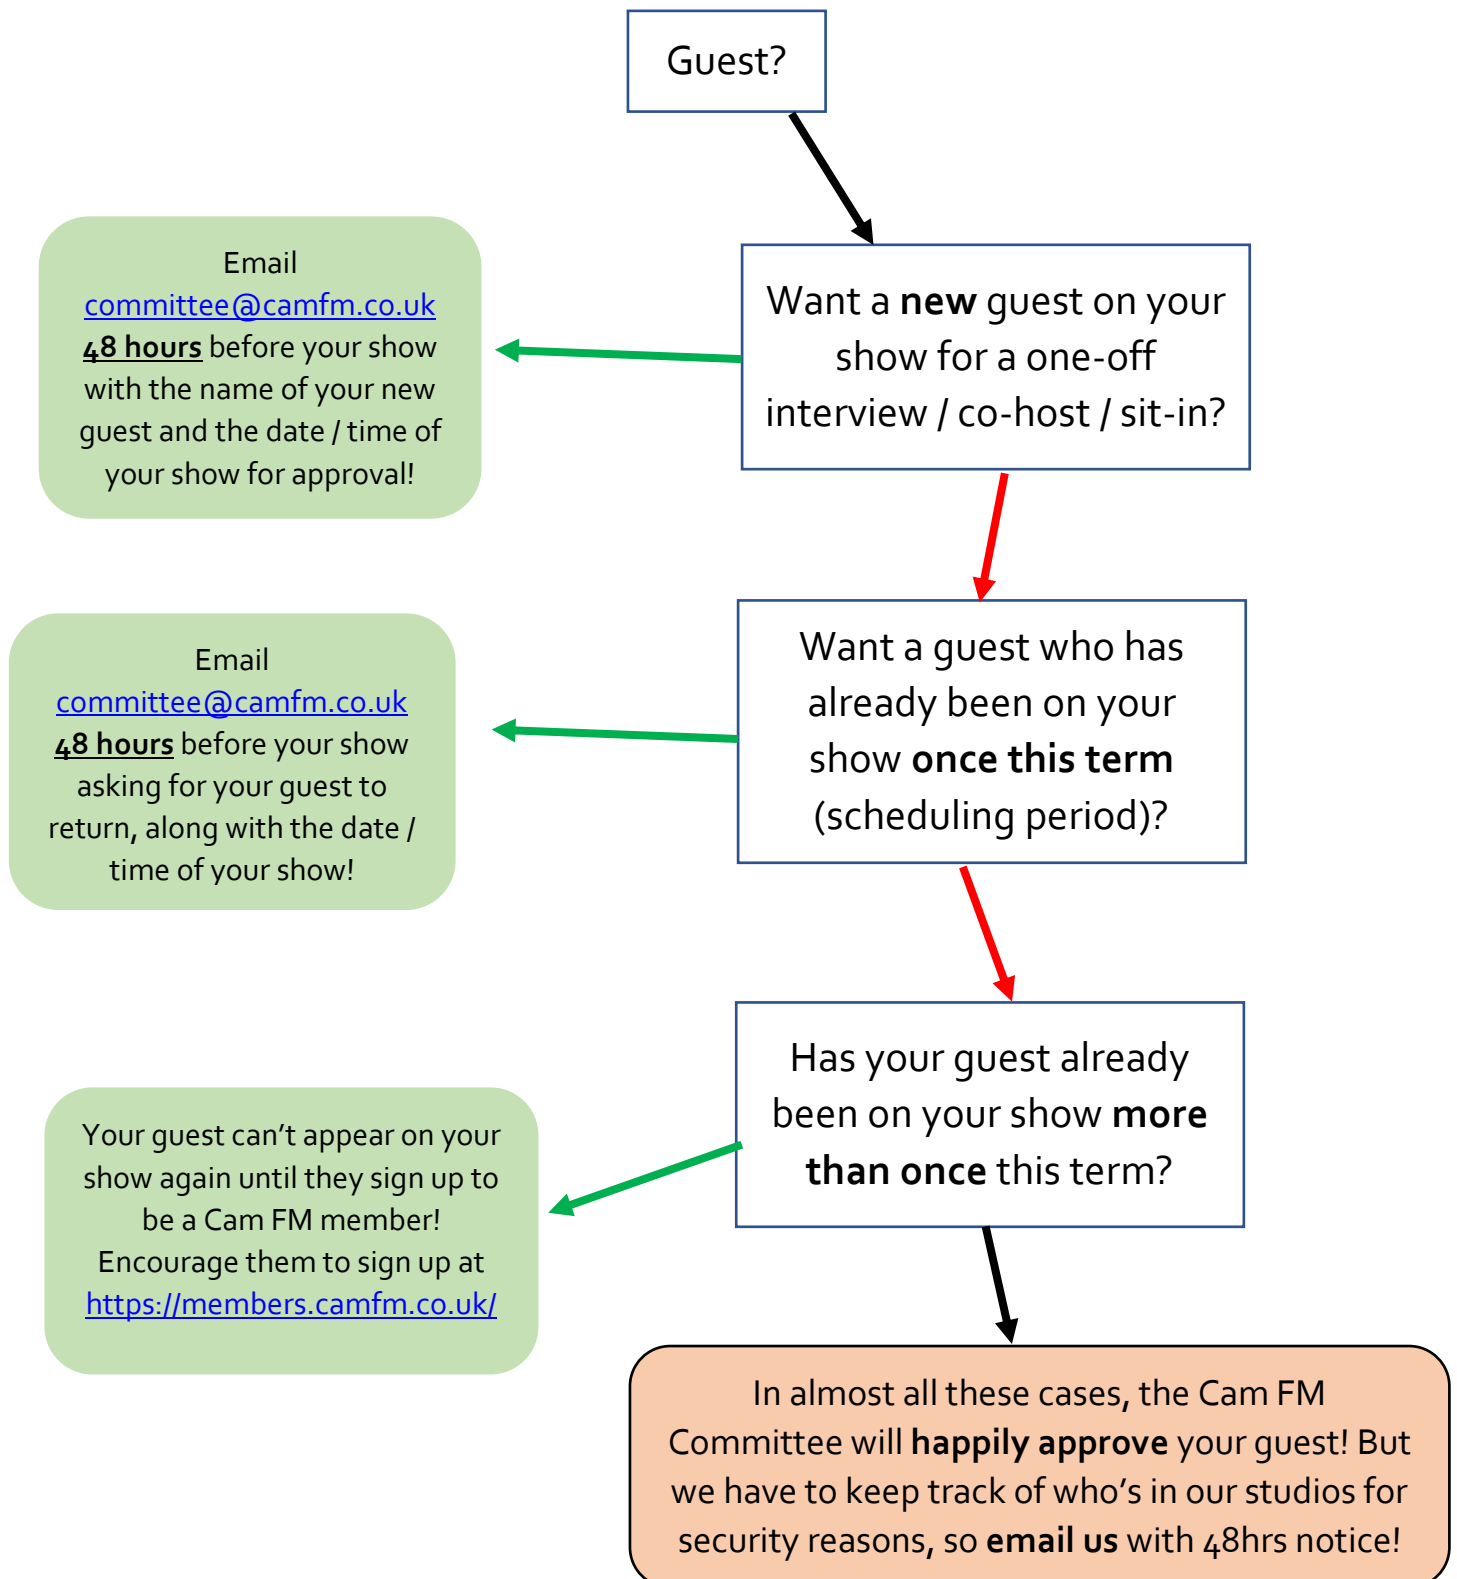 Guest?
Email
committee@camfm.co.uk
48 hours before your show
with the name of your new
guest and the date / time of
your show for approval!
Want a new guest on your
show for a one-off
interview / co-host / sit-in?
Email
committee@camfm.co.uk
48 hours before your show
asking for your guest to
return, along with the date /
time of your show!
Want a guest who has
already been on your
show once this term
(scheduling period)?
Has your guest already
been on your show more
than once this term?
Your guest can’t appear on your
show again until they sign up to
be a Cam FM member!
Encourage them to sign up at
https://members.camfm.co.uk/
In almost all these cases, the Cam FM
Committee will happily approve your guest! But
we have to keep track of who’s in our studios for
security reasons, so email us with 48hrs notice!